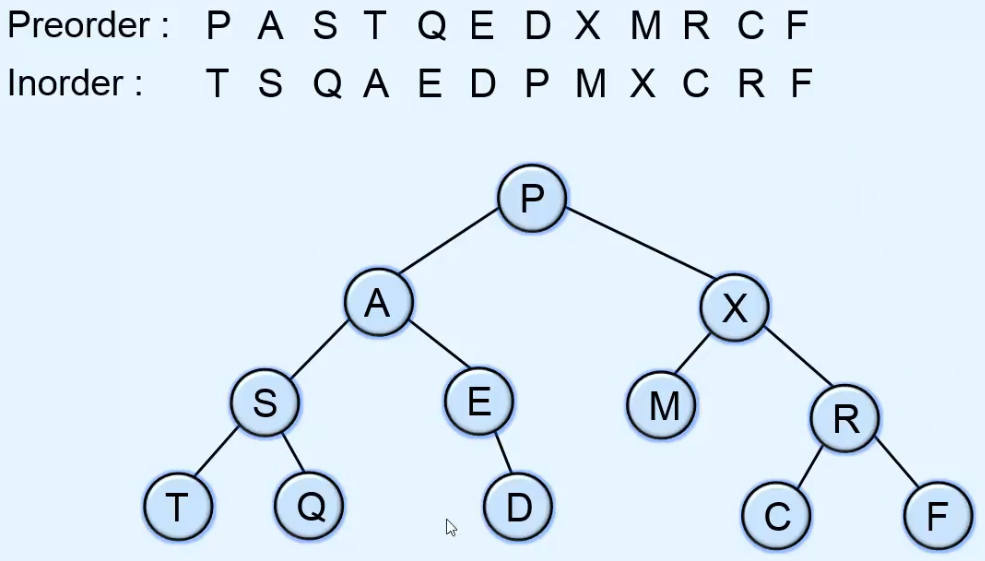 Preorder : P A S T Q E D X M R C F
Inorder : T S Q A E D P M X C R F
P
A X
S E M R
T Q D C F